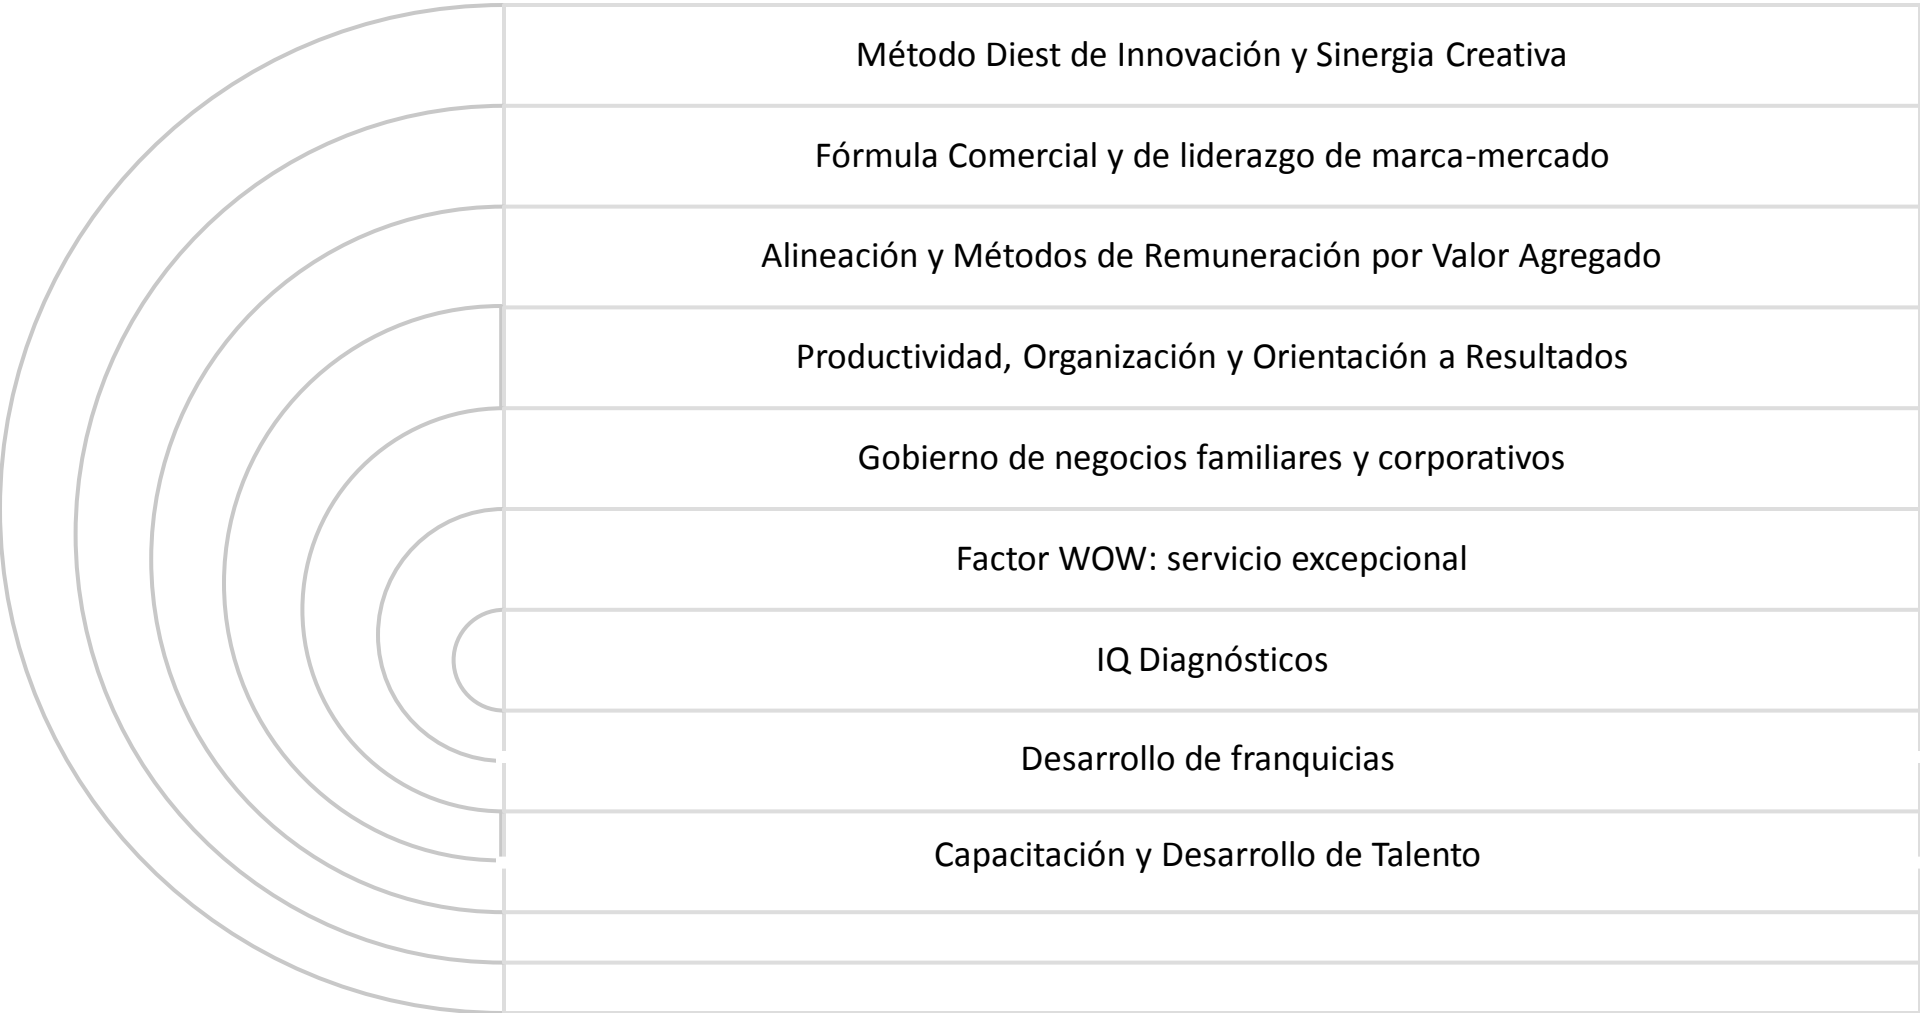 Método Diest de Innovación y Sinergia Creativa
Fórmula Comercial y de liderazgo de marca-mercado
Alineación y Métodos de Remuneración por Valor Agregado
Productividad, Organización y Orientación a Resultados
Gobierno de negocios familiares y corporativos
Factor WOW: servicio excepcional
IQ Diagnósticos
Desarrollo de franquicias
Capacitación y Desarrollo de Talento